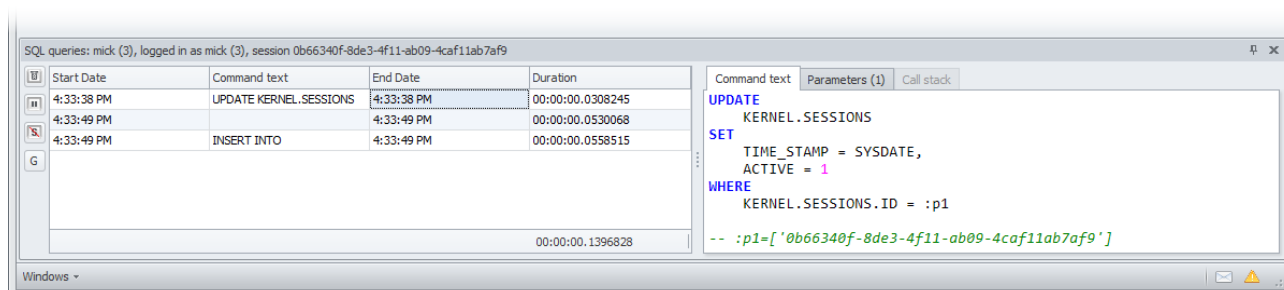 SQL queries: mick (3), logged in as mick (3), session 0b66340f-8de3-4f11-ab09-4caf11ab7af9
Start Date Command text End Date Duration
4:33:38 PM UPDATE KERNEL.SESSIONS 4:33:38 PM 00:00:00.0308245
4:33:49 PM 4:33:49 PM 00:00:00.0530068
4:33:49 PM INSERT INTO 4:33:49 PM 00:00:00.0558515
00:00:00.1396828
S
G
Command text Parameters (1) Call stack
UPDATE
KERNEL.SESSIONS
SET
TIME_STAMP = SYSDATE,
ACTIVE = 1
WHERE
KERNEL.SESSIONS.ID = :p1
-- :p1=['0b66340f-8de3-4f11-ab09-4caf11ab7af9']
Windows